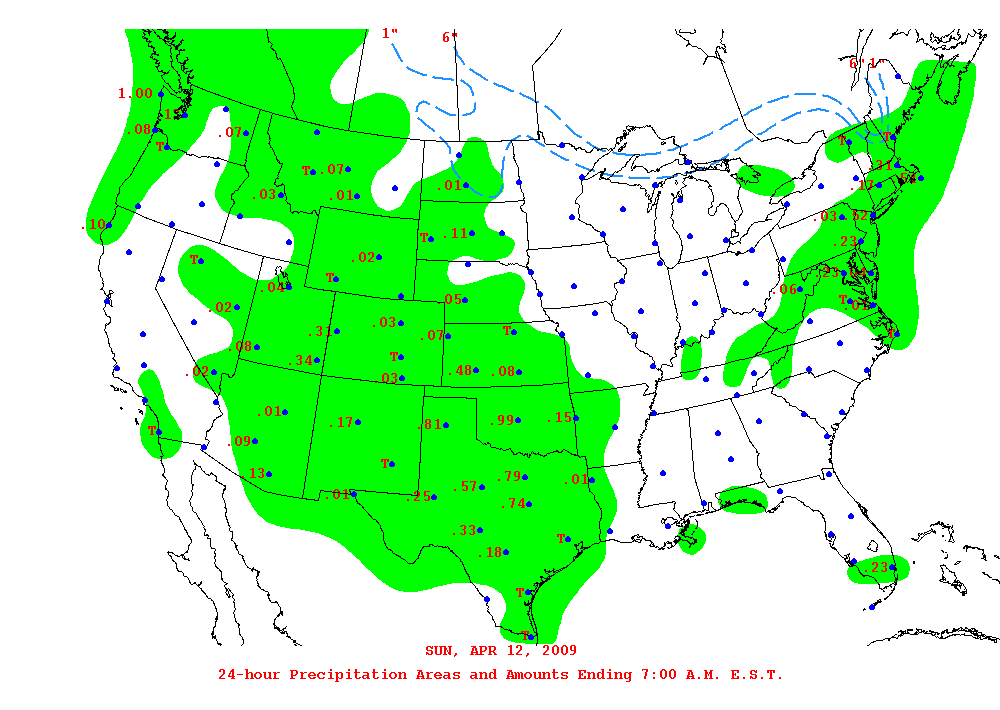 1" 6"
6"1"
1.00
.08
T
.07
T .07
.01
.03
.01
T
.31
.17
.10
.03 .52
T .11
.23
T
.02
.23 .04
T
.04
.06
T
.01
.05
.02
.03
.31
.07
T
T
.08
.34
T
.02
.03
.48 .08
.01
.17
.81
.99
.15
T
.09
T
.13
.79
.01
.57
.01
.25
.74
.33
T
.18
.23
T
T
SUN, APR 12, 2009
24-hour Precipitation Areas and Amounts Ending 7:00 A.M. E.S.T.